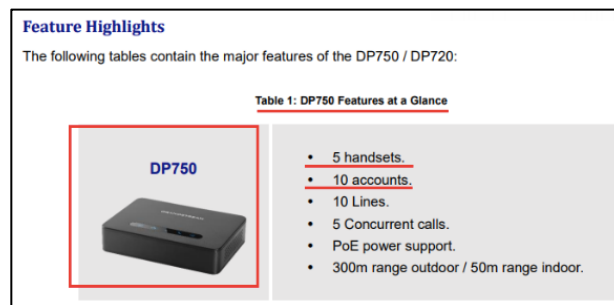 Feature Highlights
The following tables contain the major features of the DP750 / DP720:
Table 1: DP750 Features at a Glance
DP750
• 5 handsets.
• 10 accounts.
• 10 Lines.
• 5 Concurrent calls.
• PoE power support.
• 300m range outdoor / 50m range indoor.